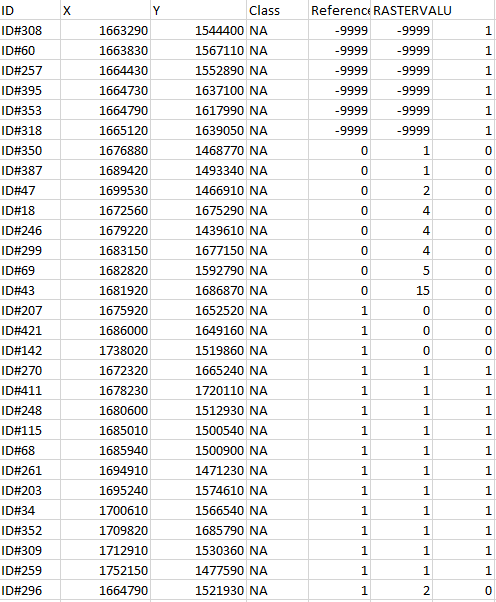 ID X Y Class Reference RASTERVALU
ID#308 1663290 1544400 NA -9999 -9999 1
ID#60 1663830 1567110 NA -9999 -9999 1
ID#257 1664430 1552890 NA -9999 -9999 1
ID#395 1664730 1637100 NA -9999 -9999 1
ID#353 1664790 1617990 NA -9999 -9999 1
ID#318 1665120 1639050 NA -9999 -9999 1
ID#350 1676880 1468770 NA 0 1 0
ID#387 1689420 1493340 NA 0 1 0
ID#47 1699530 1466910 NA 0 2 0
ID#18 1672560 1675290 NA 0 4 0
ID#246 1679220 1439610 NA 0 4 0
ID#299 1683150 1677150 NA 0 4 0
ID#69 1682820 1592790 NA 0 5 0
ID#43 1681920 1686870 NA 0 15 0
ID#207 1675920 1652520 NA 1 0 0
ID#421 1686000 1649160 NA 1 0 0
ID#142 1738020 1519860 NA 1 0 0
ID#270 1672320 1665240 NA 1 1 1
ID#411 1678230 1720110 NA 1 1 1
ID#248 1680600 1512930 NA 1 1 1
ID#115 1685010 1500540 NA 1 1 1
ID#68 1685940 1500900 NA 1 1 1
ID#261 1694910 1471230 NA 1 1 1
ID#203 1695240 1574610 NA 1 1 1
ID#34 1700610 1566540 NA 1 1 1
ID#352 1709820 1685790 NA 1 1 1
ID#309 1712910 1530360 NA 1 1 1
ID#259 1752150 1477590 NA 1 1 1
ID#296 1664790 1521930 NA 1 2 0